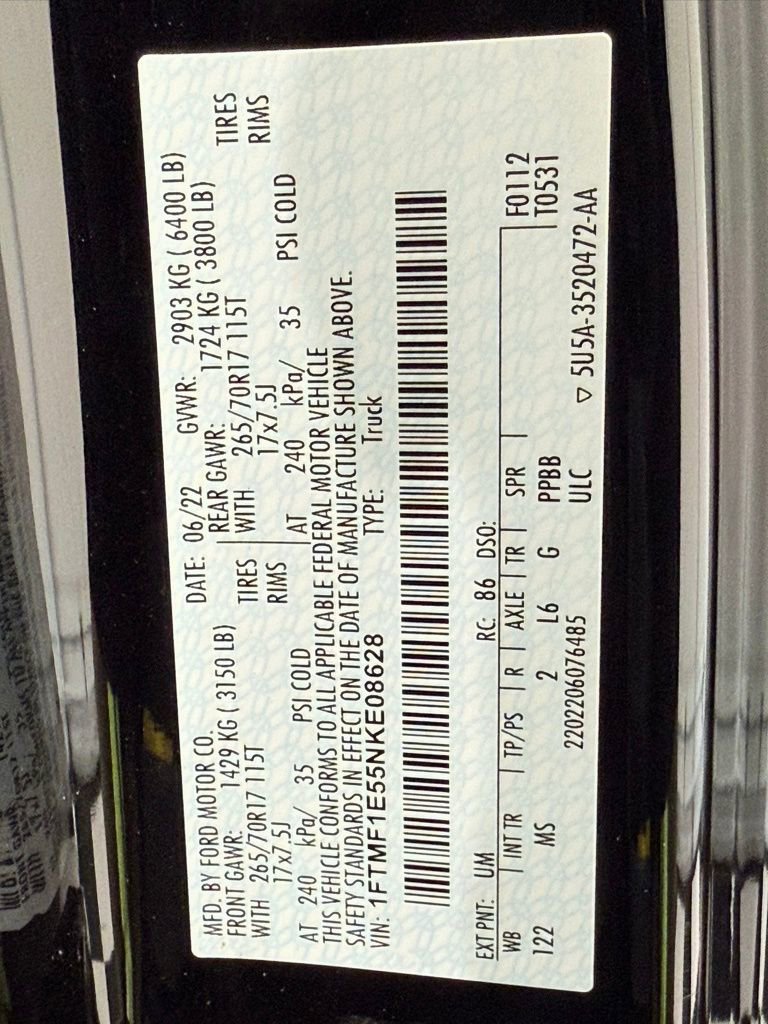 MFD. BY FORD MOTOR CO.
DATE: 06/22 GVWR: 2903 KG ( 6400 LB)
FRONT GAWR: 1429 KG ( 3150 LB) REAR GAWR: 1724 KG ( 3800 LB)
WITH 265/70R17 115T TIRES WITH 265/70R17 115T TIRES
17x7.5J RIMS 17x7.5J RIMS
AT 240 kPa/ 35 PSI COLD AT 240 kPa/ 35 PSI COLD
THIS VEHICLE CONFORMS TO ALL APPLICABLE FEDERAL MOTOR VEHICLE
SAFETY STANDARDS IN EFFECT ON THE DATE OF MANUFACTURE SHOWN ABOVE.
VIN: 1FTMF1E55NKE08628 TYPE: Truck
EXT PNT: UM RC: 86 DSO:
WB INT TR TP/PS R AXLE TR SPR F0112
122 MS 2 L6 G PPBB T0531
2202206076485 ULC
▽ 5U5A-3520472-AA